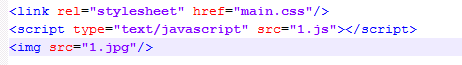 <link rel="stylesheet" href="main.css"/>
<script type="text/javascript" src="1.js"></script>
<img src="1.jpg"/>